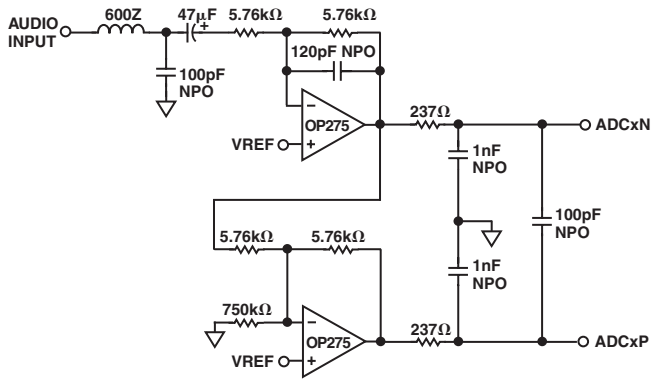 AUDIO
INPUT
600Z
47µF
+
5.76kΩ
5.76kΩ
120pF NPO
100pF
NPO
−
OP275
+
VREF
237Ω
ADCxN
1nF
NPO
100pF
NPO
1nF
NPO
5.76kΩ
5.76kΩ
750kΩ
−
OP275
+
VREF
237Ω
ADCxP